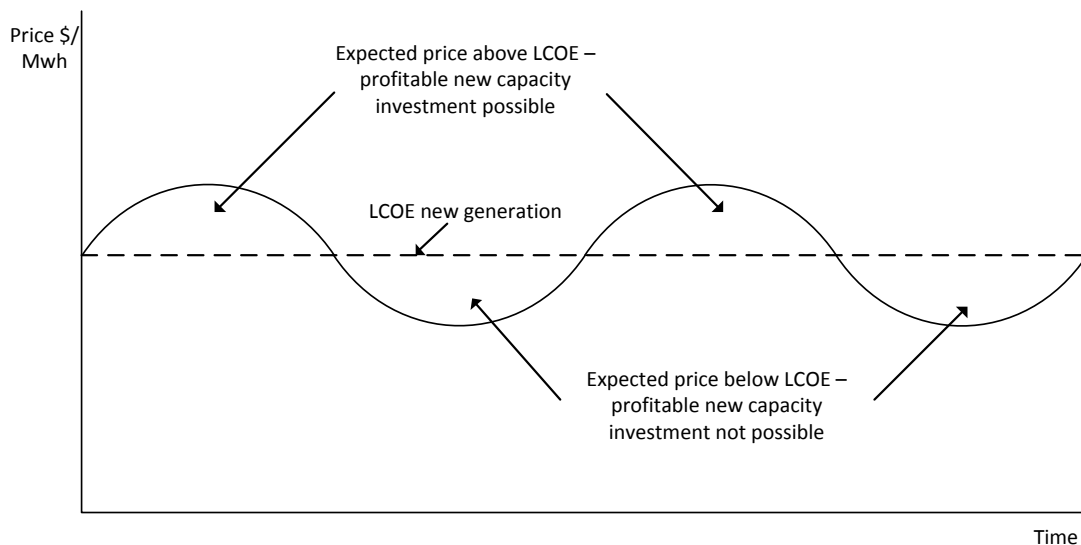 Price $/
Mwh
Expected price above LCOE –
profitable new capacity
investment possible
LCOE new generation
Expected price below LCOE –
profitable new capacity
investment not possible
Time